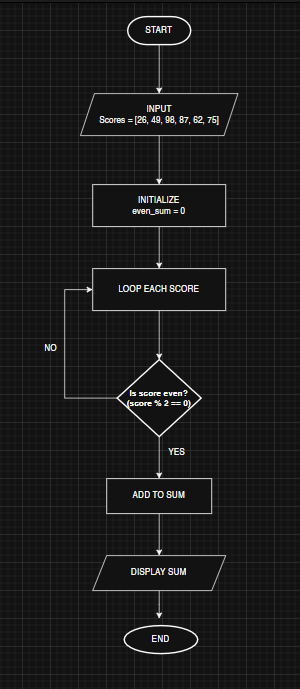 START
INPUT
Scores = [26, 49, 98, 87, 62, 75]
INITIALIZE
even_sum = 0
LOOP EACH SCORE
NO
Is score even?
(score % 2 == 0)
YES
ADD TO SUM
DISPLAY SUM
END